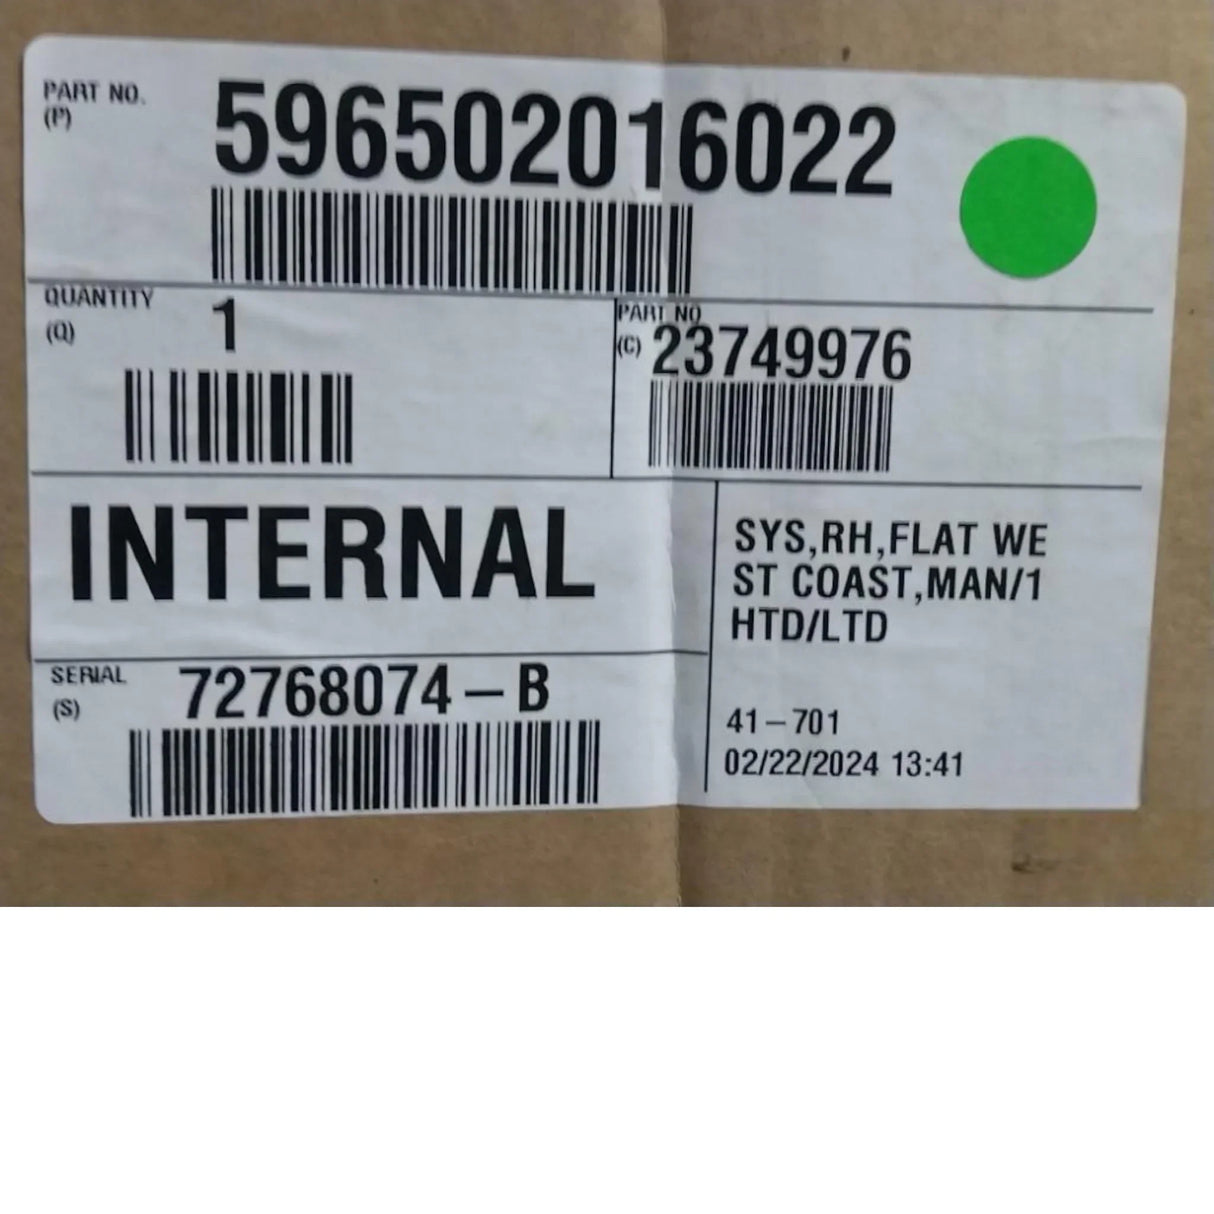 PART NO.
(P)
596502016022
QUANTITY
(Q)
1
PART NO
(C)
23749976
INTERNAL
SYS,RH,FLAT WE
ST COAST,MAN/1
HTD/LTD
SERIAL
(S)
72768074-B
41-701
02/22/2024 13:41